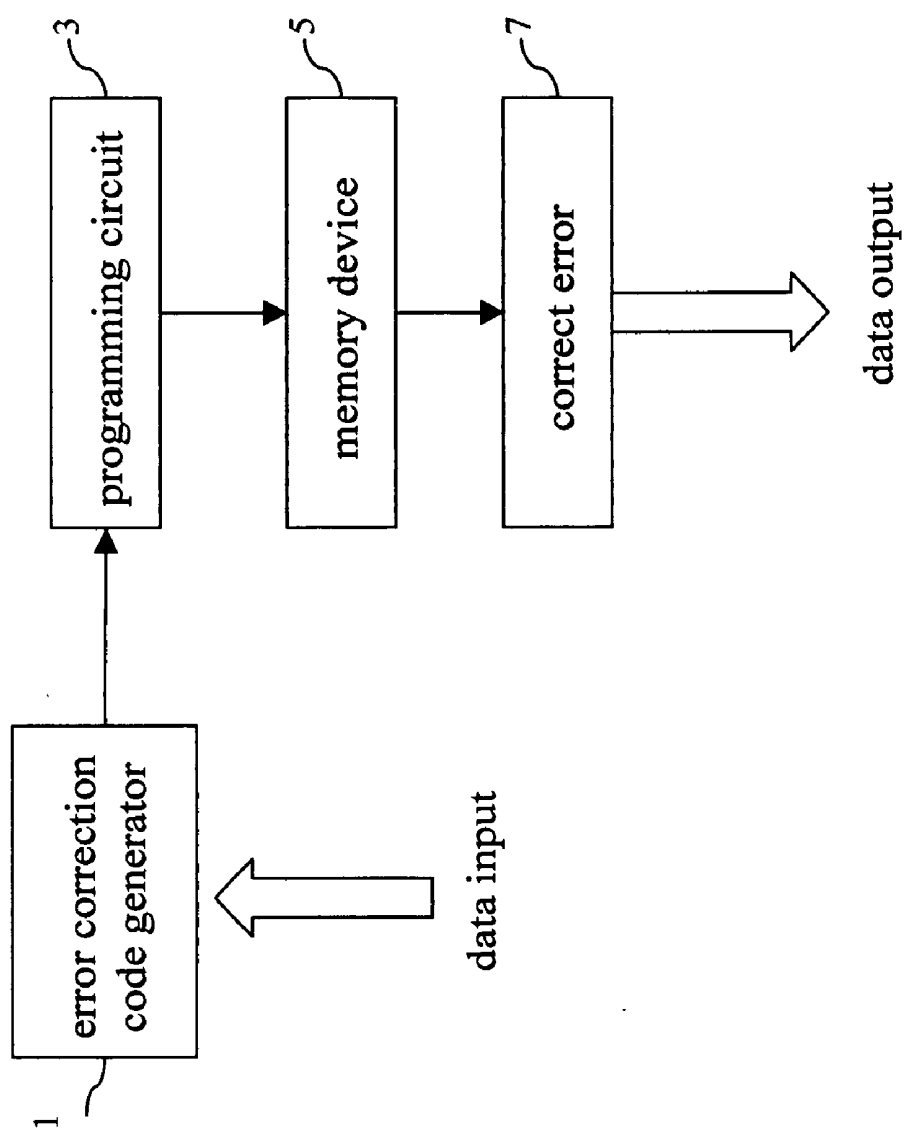 1
error correction
code generator
data input
programming circuit
3
memory device
5
correct error
7
data output